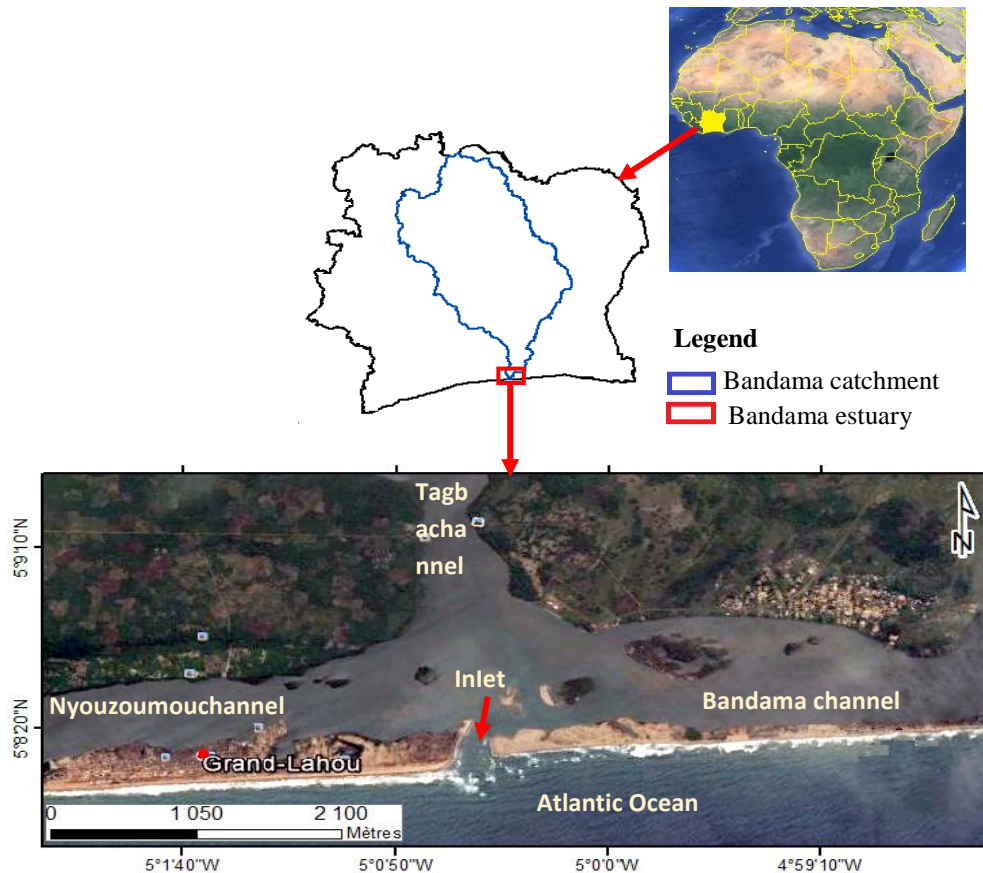 Legend
Bandama catchment
Bandama estuary
Tagb
acha
nnel
5°9'10"N
Inlet
Nyouzoumouchannel
Bandama channel
5°8'20"N
Grand-Lahou
Atlantic Ocean
0 1 050 2 100
Mètres
5°1'40"W 5°0'50"W 5°0'0"W 4°59'10"W
N